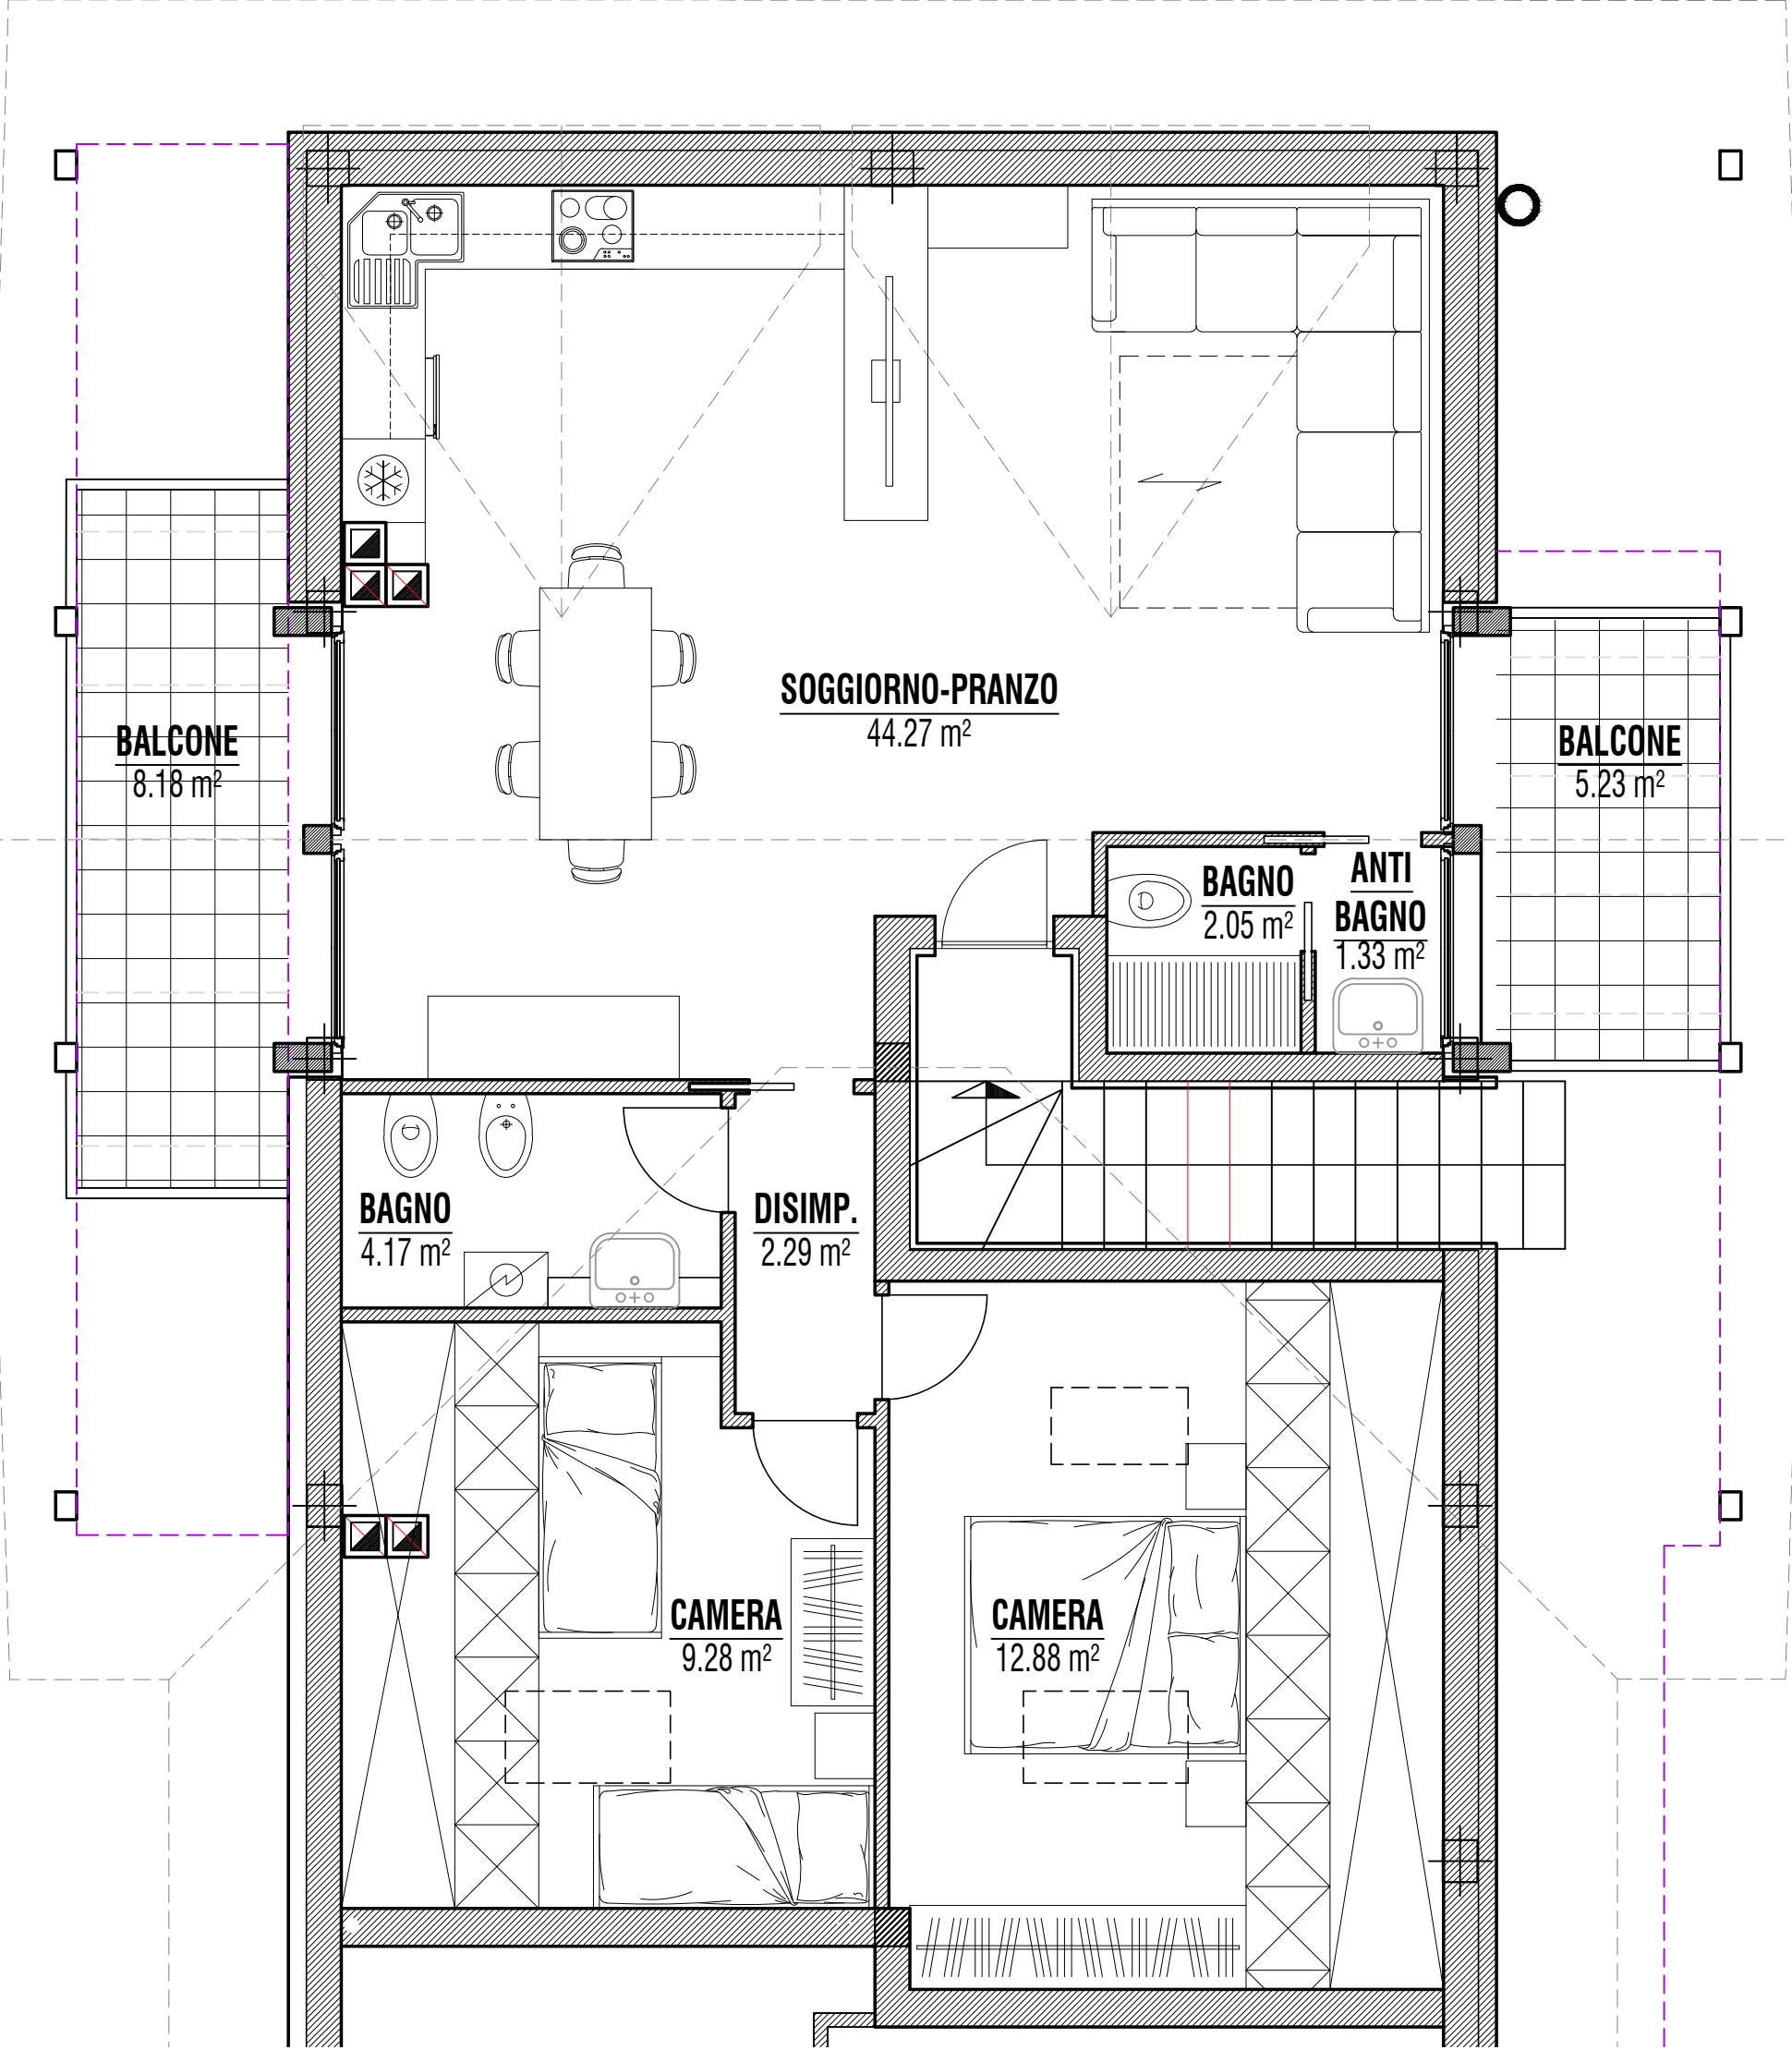 SOGGIORNO-PRANZO
44.27 m²
BALCONE
8.18 m²
BALCONE
5.23 m²
BAGNO
2.05 m²
ANTI
BAGNO
1.33 m²
BAGNO
4.17 m²
DISIMP.
2.29 m²
CAMERA
9.28 m²
CAMERA
12.88 m²